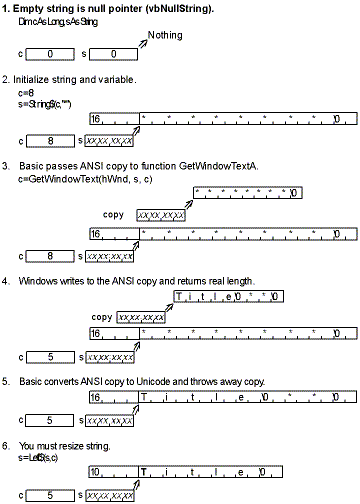 1. Empty string is null pointer (vbNullString).
Dim c As Long, s As String
Nothing
c 0 s 0
2. Initialize string and variable.
c=8
s=String$(c,"*")
16 * * * * * * * * 0
c 8 s xx,xx,xx,xx
3. Basic passes ANSI copy to function GetWindowTextA.
c=GetWindowText(hWnd, s, c)
* * * * * * * * 0
copy xx,xx,xx,xx
16 * * * * * * * * 0
c 8 s xx,xx,xx,xx
4. Windows writes to the ANSI copy and returns real length.
T i t l e 0 * * 0
copy xx,xx,xx,xx
16 * * * * * * * * 0
c 5 s xx,xx,xx,xx
5. Basic converts ANSI copy to Unicode and throws away copy.
16 T i t l e 0 * * 0
c 5 s xx,xx,xx,xx
6. You must resize string.
s=Left$(s,c)
10 T i t l e 0
c 5 s xx,xx,xx,xx